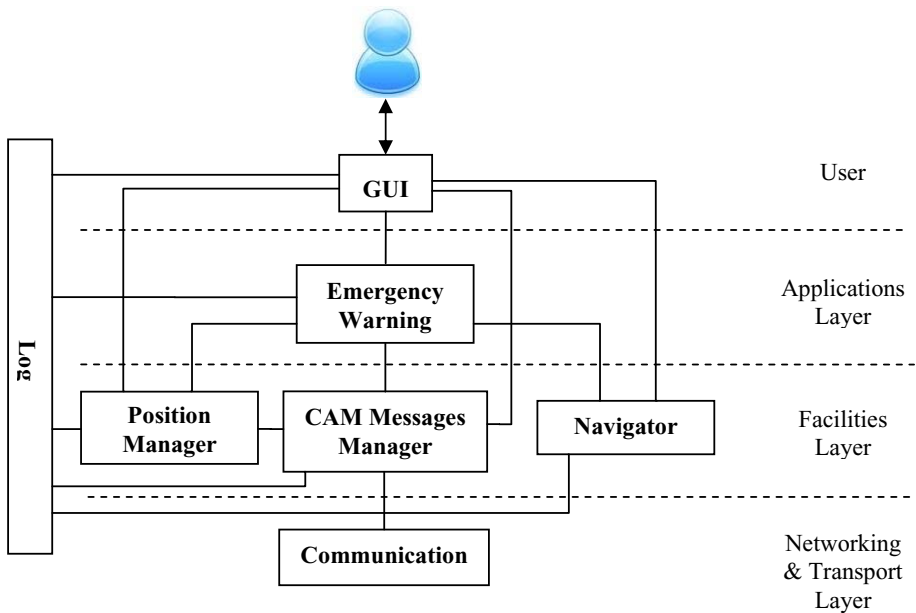 GUI
User
Emergency
Warning
Applications
Layer
Log
Position
Manager
CAM Messages
Manager
Navigator
Facilities
Layer
Communication
Networking
& Transport
Layer